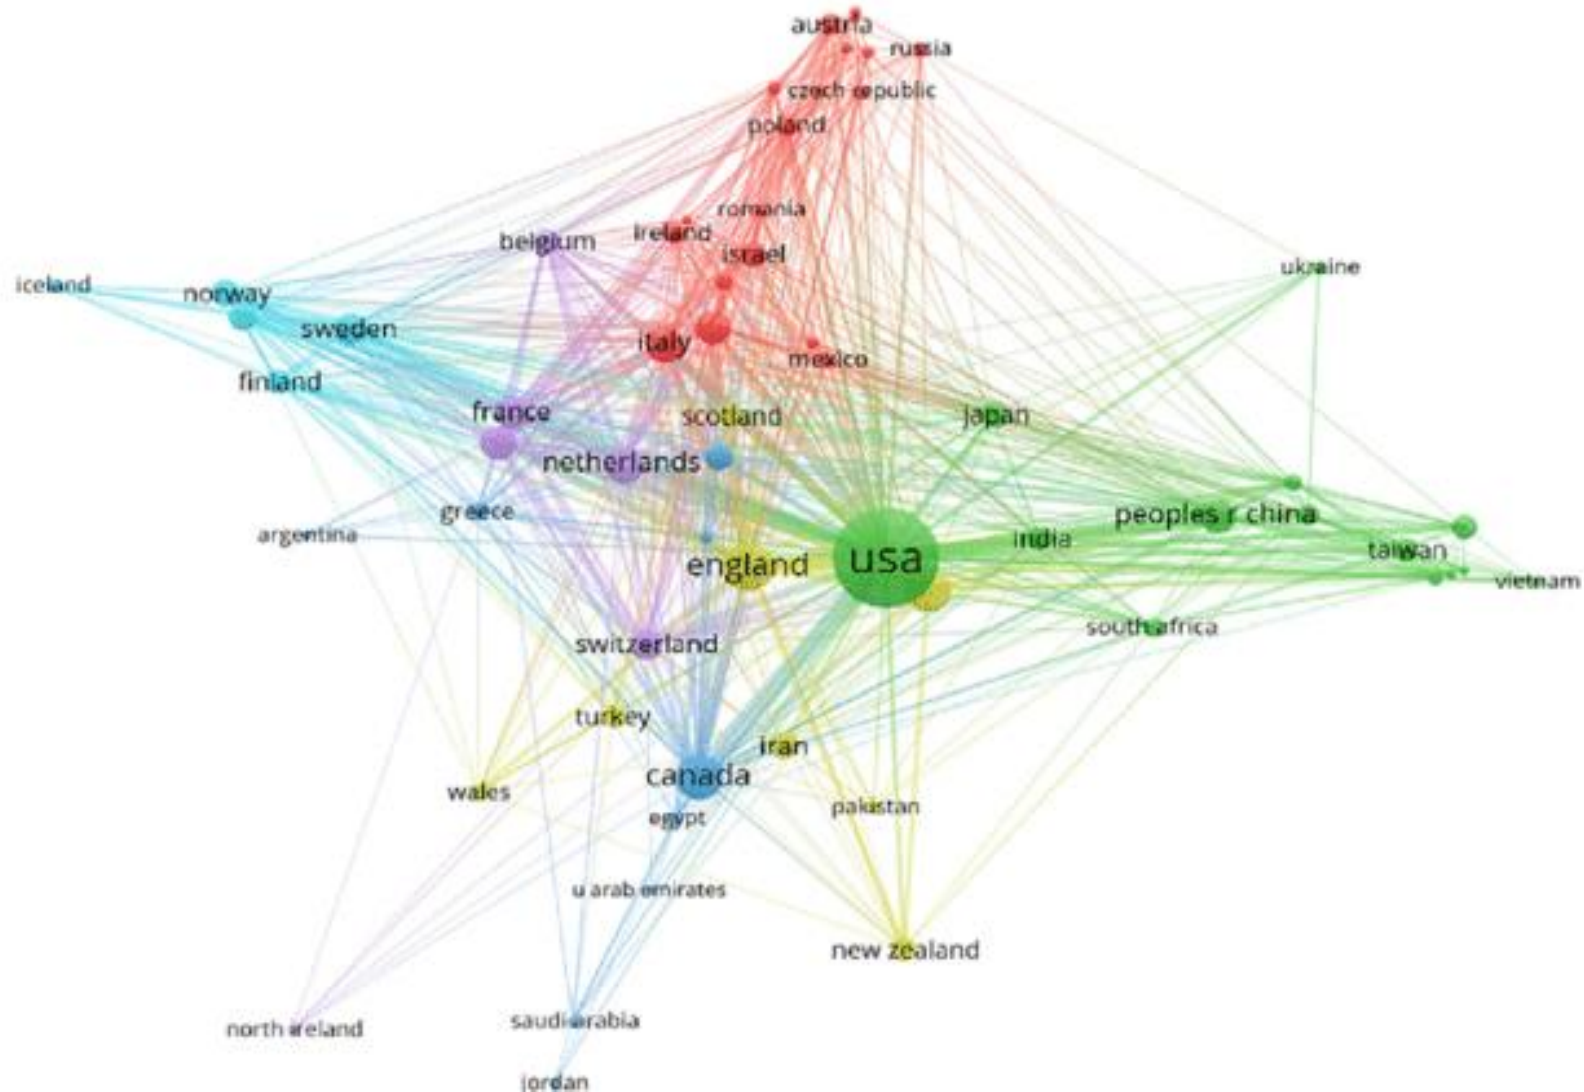 austria
russia
czech republic
poland
romania
ireland
belgium
israel
ukraine
iceland
norway
sweden
italy
mexico
finland
france
scotland
japan
netherlands
greece
peoples r china
argentina
india
taiwan
usa
england
vietnam
south africa
switzerland
turkey
iran
canada
wales
pakistan
egypt
u arab emirates
new zealand
saudi arabia
north ireland
jordan